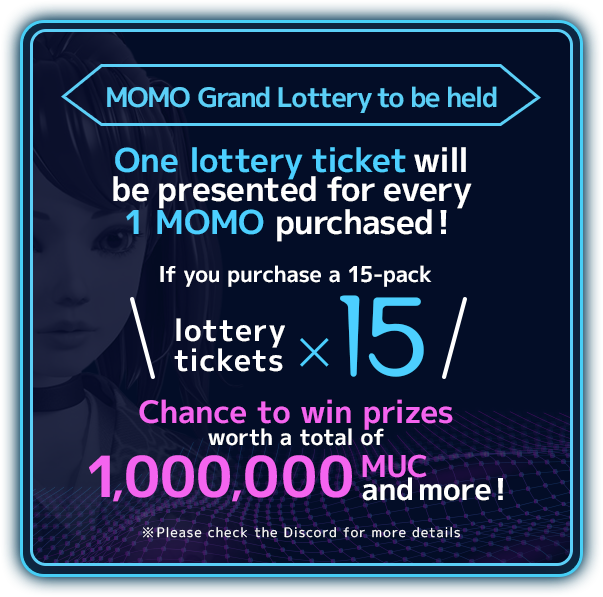 MOMO Grand Lottery to be held
One lottery ticket will
be presented for every
1 MOMO purchased!
If you purchase a 15-pack
lottery
tickets ×15
Chance to win prizes
worth a total of
1,000,000 MUC
and more!
※Please check the Discord for more details